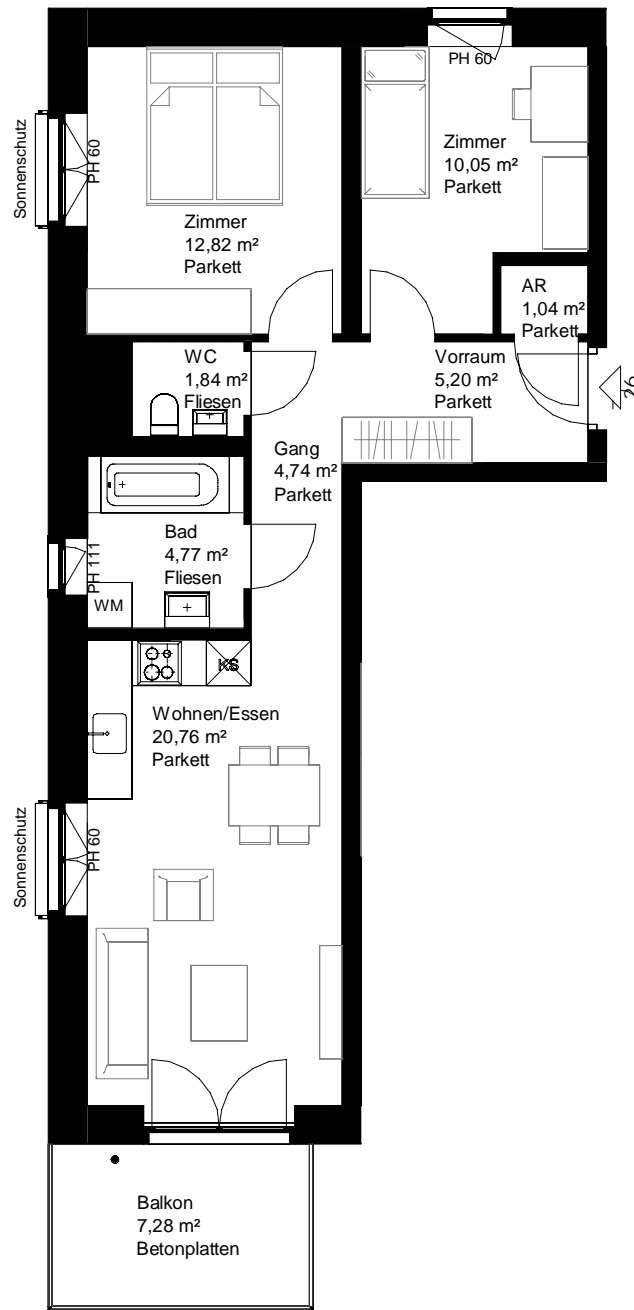 PH 60
Sonnenschutz
PH 60
Zimmer
12,82 m²
Parkett
Zimmer
10,05 m²
Parkett
AR
1,04 m²
Parkett
WC
1,84 m²
Fliesen
Vorraum
5,20 m²
Parkett
26
Gang
4,74 m²
Parkett
Bad
4,77 m²
Fliesen
PH 111
WM
KS
Wohnen/Essen
20,76 m²
Parkett
Sonnenschutz
PH 60
Balkon
7,28 m²
Betonplatten